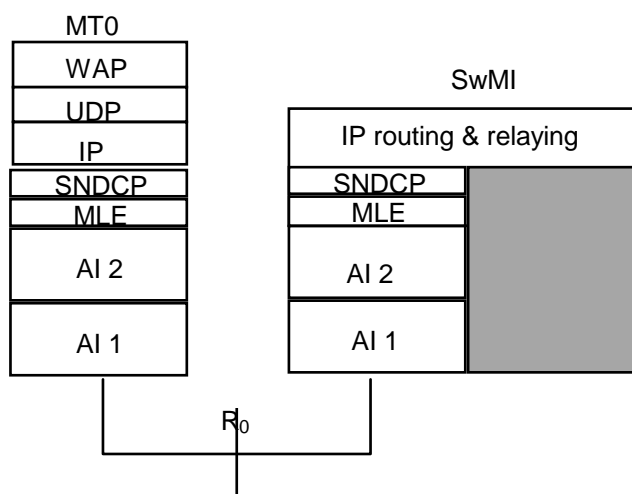 MT0
WAP
UDP
IP
SNDCP
MLE
AI 2
AI 1
SwMI
IP routing & relaying
SNDCP
MLE
AI 2
AI 1
R₀